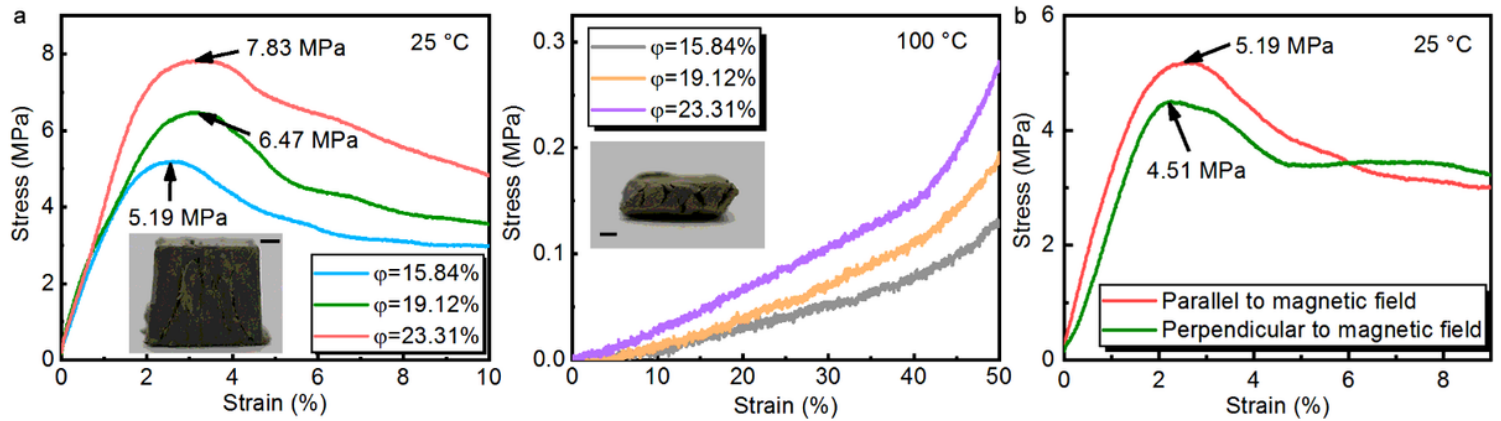 a
7.83 MPa
25 °C
6.47 MPa
5.19 MPa
φ=15.84%
φ=19.12%
φ=23.31%
Stress (MPa)
8
6
4
2
0
0 2 4 6 8 10
Strain (%)
100 °C
φ=15.84%
φ=19.12%
φ=23.31%
Stress (MPa)
0.3
0.2
0.1
0.0
0 10 20 30 40 50
Strain (%)
b
5.19 MPa
25 °C
4.51 MPa
Parallel to magnetic field
Perpendicular to magnetic field
Stress (MPa)
6
4
2
0
0 2 4 6 8
Strain (%)